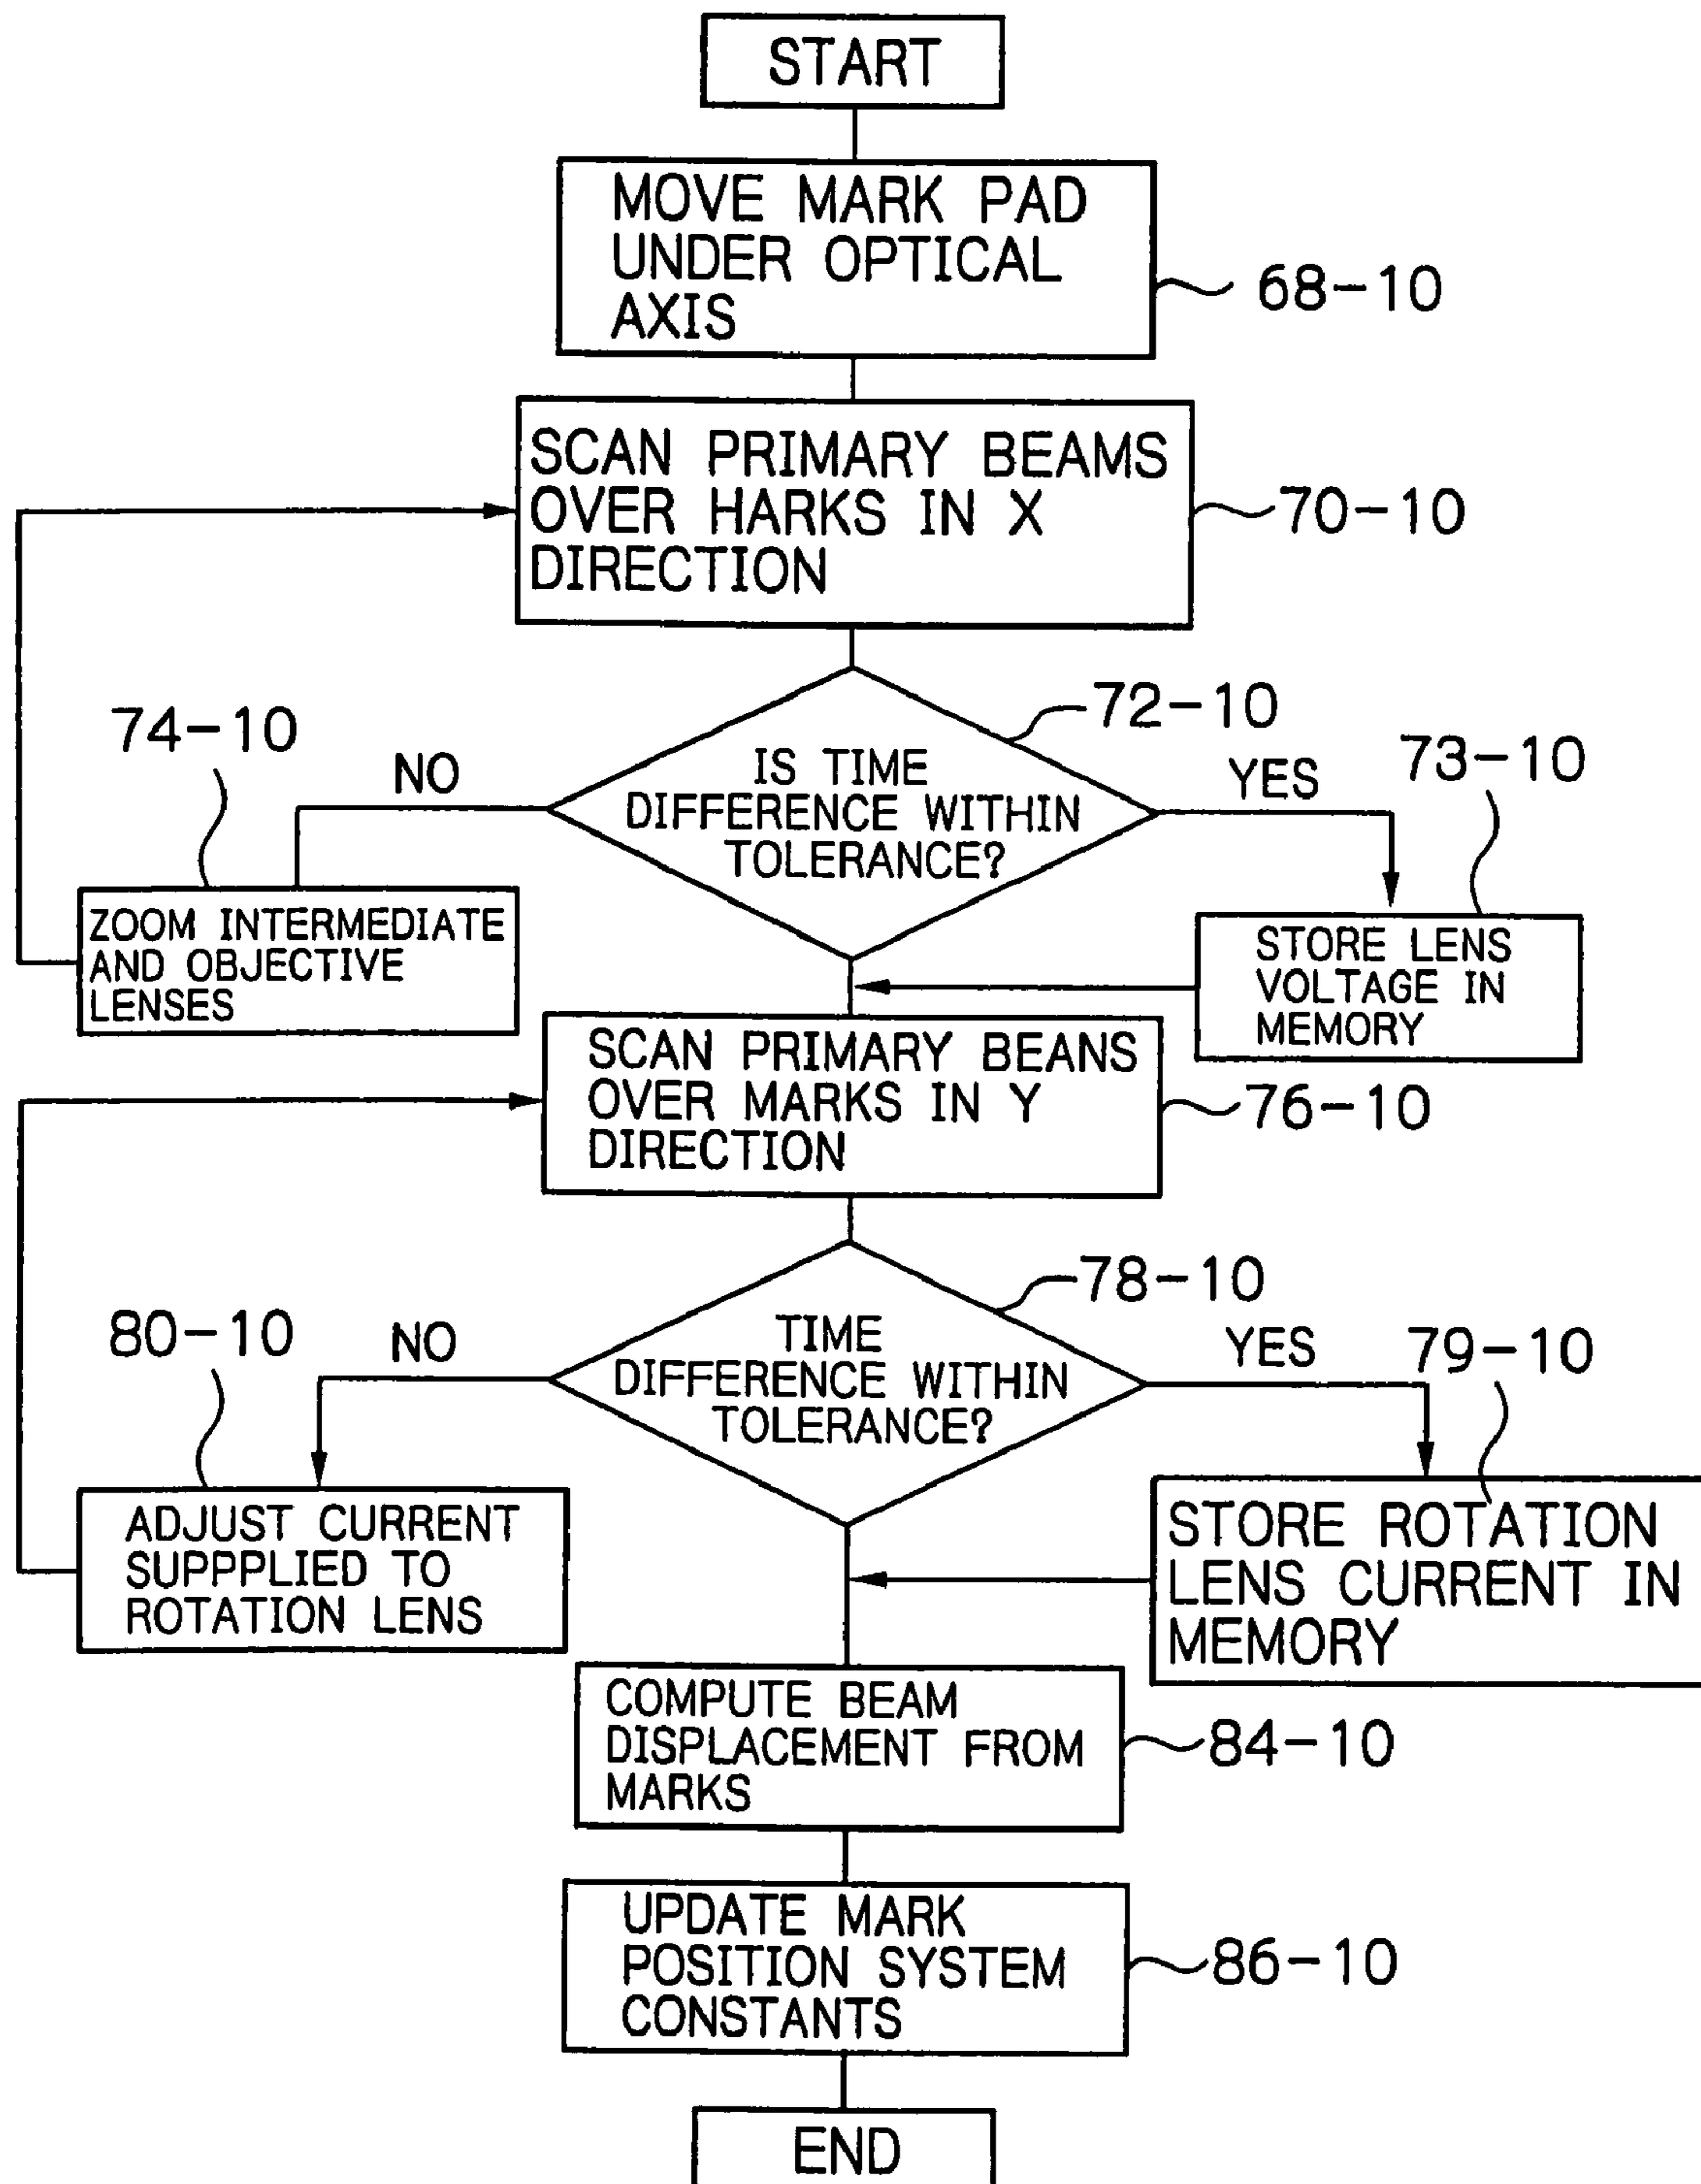 START
MOVE MARK PAD
UNDER OPTICAL
AXIS
68-10
SCAN PRIMARY BEAMS
OVER HARKS IN X
DIRECTION
70-10
72-10
IS TIME
DIFFERENCE WITHIN
TOLERANCE?
NO
YES
74-10
ZOOM INTERMEDIATE
AND OBJECTIVE
LENSES
73-10
STORE LENS
VOLTAGE IN
MEMORY
SCAN PRIMARY BEANS
OVER MARKS IN Y
DIRECTION
76-10
78-10
TIME
DIFFERENCE WITHIN
TOLERANCE?
NO
YES
80-10
ADJUST CURRENT
SUPPPLIED TO
ROTATION LENS
79-10
STORE ROTATION
LENS CURRENT IN
MEMORY
COMPUTE BEAM
DISPLACEMENT FROM
MARKS
84-10
UPDATE MARK
POSITION SYSTEM
CONSTANTS
86-10
END